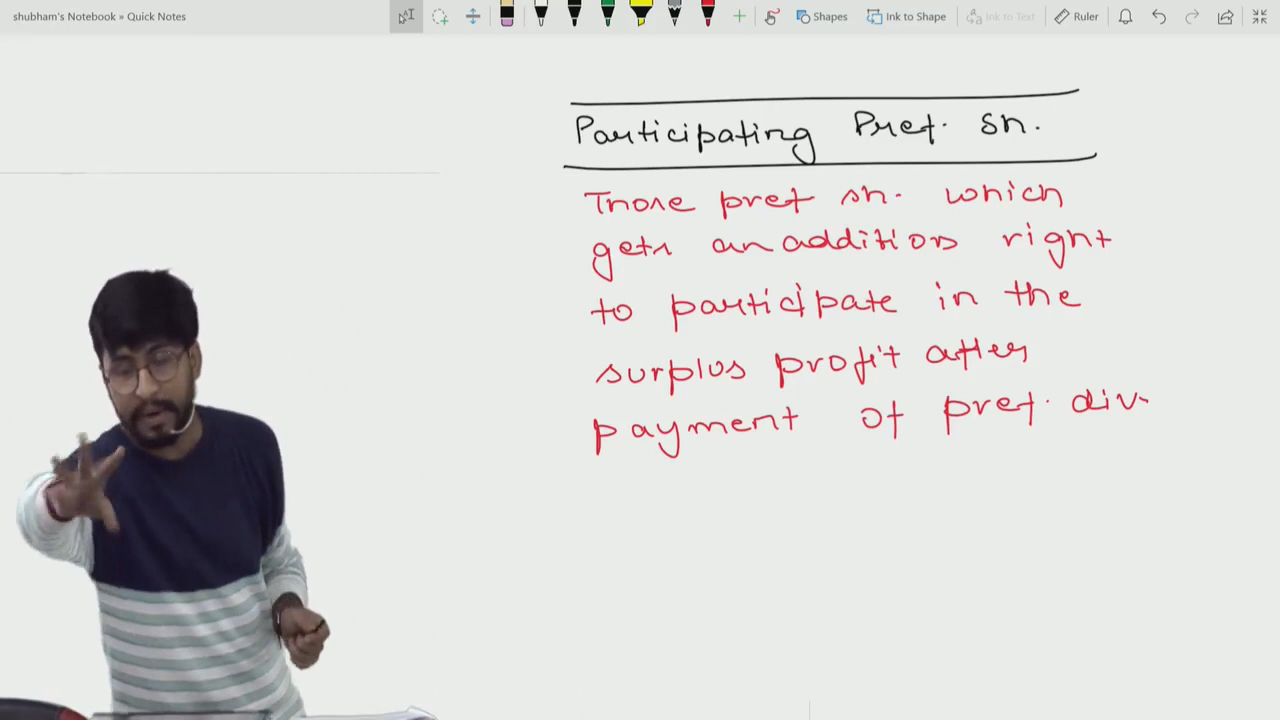 shubham's Notebook » Quick Notes
Shapes
Ink to Shape
Ink to Text
Ruler
Participating Pref. sh.
Those pref sh. which
gets an addition right
to participate in the
surplus profit after
payment of pref. div.